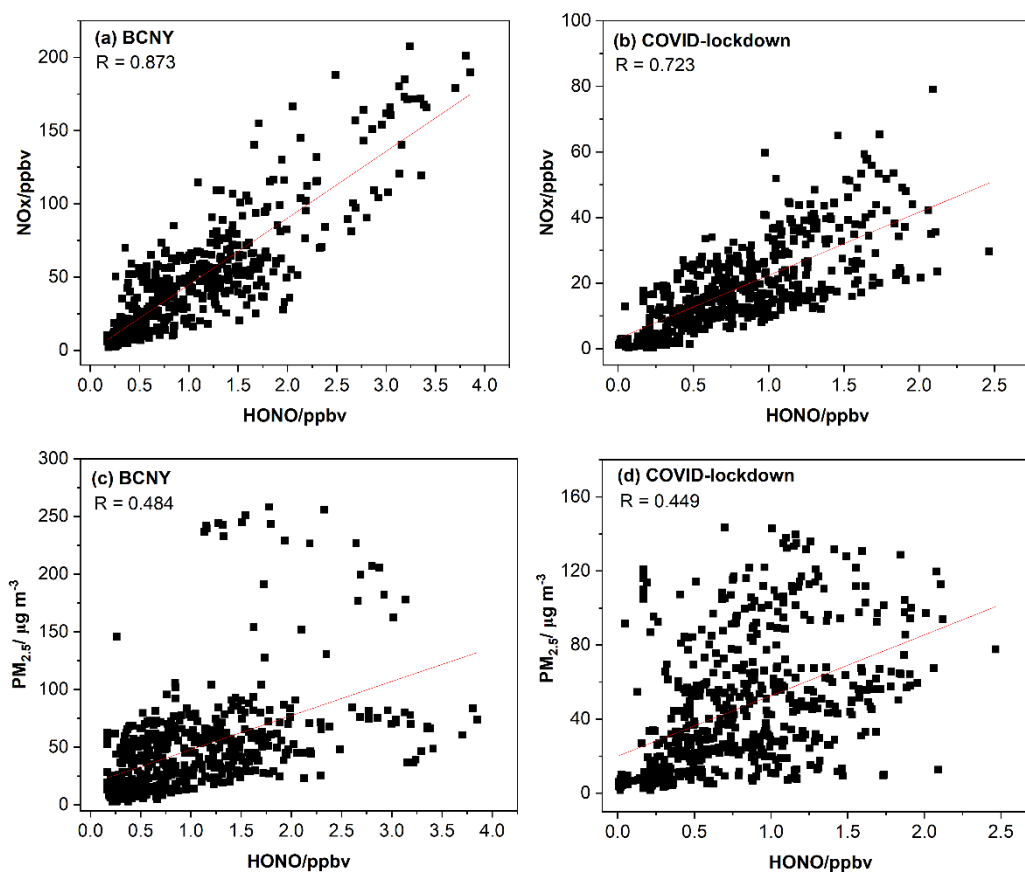 (a) BCNY
R = 0.873
NOx/ppbv
200
150
100
50
0
0.0 0.5 1.0 1.5 2.0 2.5 3.0 3.5 4.0
HONO/ppbv
(b) COVID-lockdown
R = 0.723
NOx/ppbv
100
80
60
40
20
0
0.0 0.5 1.0 1.5 2.0 2.5
HONO/ppbv
(c) BCNY
R = 0.484
PM2.5/ μg m-3
300
250
200
150
100
50
0
0.0 0.5 1.0 1.5 2.0 2.5 3.0 3.5 4.0
HONO/ppbv
(d) COVID-lockdown
R = 0.449
PM2.5/ μg m-3
160
120
80
40
0
0.0 0.5 1.0 1.5 2.0 2.5
HONO/ppbv